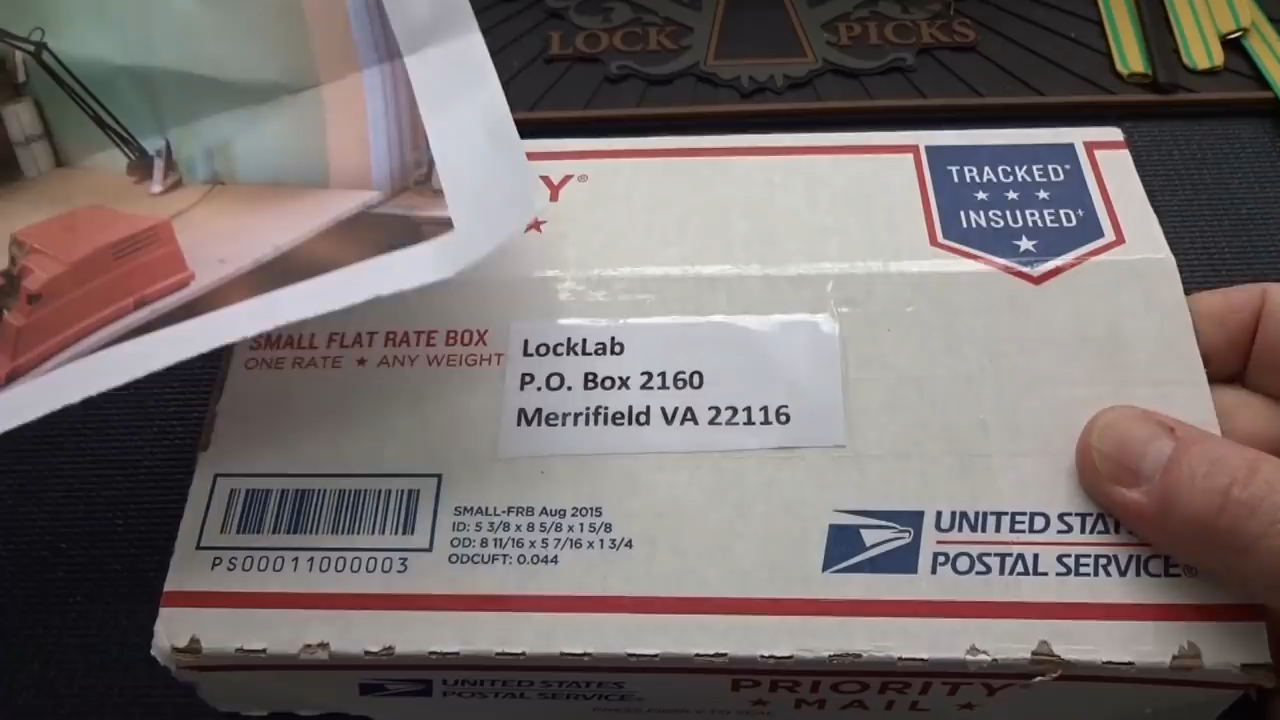 LOCK PICKS
Y®
TRACKED*
INSURED†
SMALL FLAT RATE BOX
ONE RATE ★ ANY WEIGHT
LockLab
P.O. Box 2160
Merrifield VA 22116
PS00011000003
SMALL-FRB Aug 2015
ID: 5 3/8 x 8 5/8 x 1 5/8
OD: 8 11/16 x 5 7/16 x 1 3/4
ODCUFT: 0.044
UNITED STA
POSTAL SERVICE®
UNITED STATES
POSTAL SERVICE®
PRIORITY®
★ MAIL ★